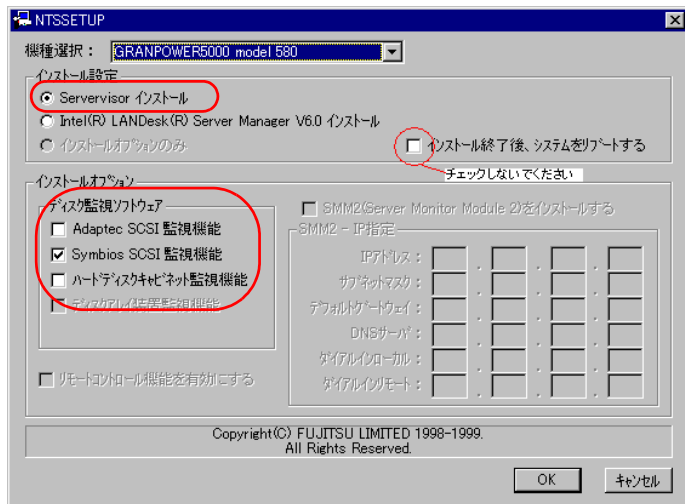 NTSSETUP
機種選択： GRANPOWER5000 model 580
インストール設定
Servervisor インストール
Intel(R) LANDesk(R) Server Manager V6.0 インストール
インストールオプションのみ
インストール終了後、システムをリブートする
チェックしないでください
インストールオプション
ディスク監視ソフトウェア
Adaptec SCSI 監視機能
Symbios SCSI 監視機能
ハードディスクキャビネット監視機能
ディスクアレイ装置監視機能
リモートコントロール機能を有効にする
SMM2(Server Monitor Module 2)をインストールする
SMM2 - IP指定
IPアドレス：
サブネットマスク：
デフォルトゲートウェイ：
DNSサーバ：
ダイアルインローカル：
ダイアルインリモート：
Copyright(C) FUJITSU LIMITED 1998-1999.
All Rights Reserved.
OK
キャンセル